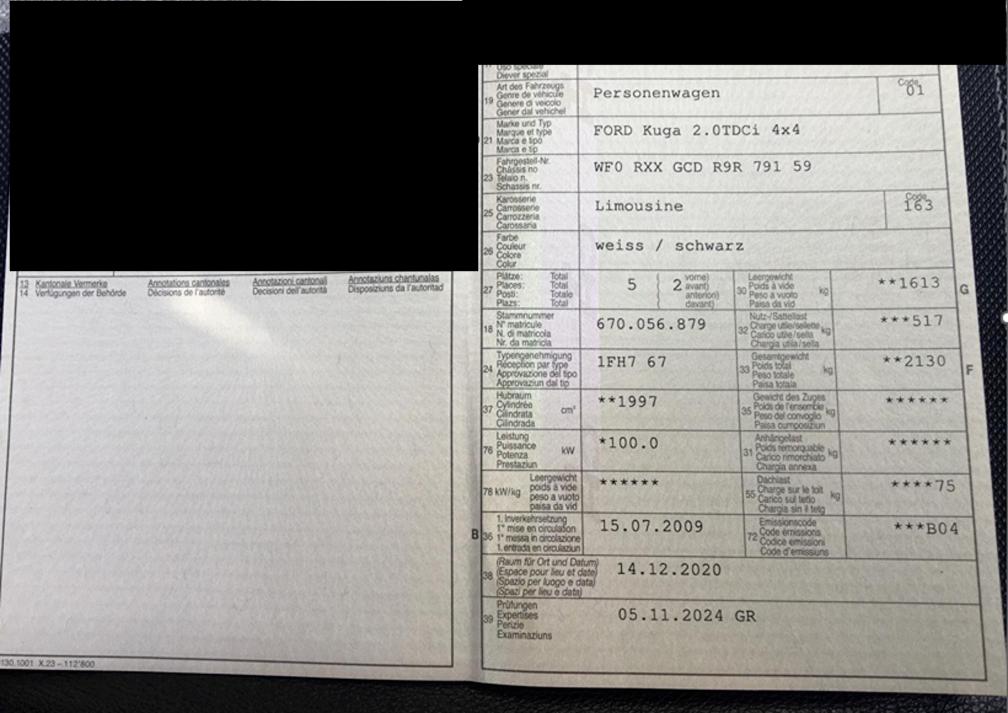 Uso speciale
Diever spezial
19
Art des Fahrzeugs
Genre de véhicule
Genere di veicolo
Gener dal vehichel
Personenwagen
Code
01
21
Marke und Typ
Marque et type
Marca e tipo
Marca e tip
FORD Kuga 2.0TDCi 4x4
23
Fahrgestell-Nr.
Châssis no
Telaio n.
Schassis nr.
WF0 RXX GCD R9R 791 59
25
Karosserie
Carrosserie
Carrozzeria
Carossaria
Limousine
Code
163
26
Farbe
Couleur
Colore
Colur
weiss / schwarz
13 Kantonale Vermerke Annotations cantonales Annotazioni cantonali Annotaziuns chantunalas
14 Verfügungen der Behörde Décisions de l'autorité Decisioni dell'autorità Disposiziuns da l'autoritad
27
Plätze: Total
Places: Total
Posti: Totale
Plazs: Total
5
( 2
vorne)
avant)
anteriori)
davant)
30
Leergewicht
Poids à vide
Peso a vuoto
Paisa da vid
kg
**1613
G
18
Stammnummer
N° matricule
N. di matricola
Nr. da matricla
670.056.879
32
Nutz-/Sattellast
Charge utile/sellette
Carico utile/sella
Chargia utila/sella
kg
***517
24
Typengenehmigung
Réception par type
Approvazione del tipo
Approvaziun dal tip
1FH7 67
33
Gesamtgewicht
Poids total
Peso totale
Paisa totala
kg
**2130
F
37
Hubraum
Cylindrée
Cilindrata
Cilindrada
cm³
**1997
35
Gewicht des Zuges
Poids de l'ensemble
Peso del convoglio
Paisa cumposiziun
kg
******
76
Leistung
Puissance
Potenza
Prestaziun
kW
*100.0
31
Anhängelast
Poids remorquable
Carico rimorchiato
Chargia annexa
kg
******
78 kW/kg
Leergewicht
poids à vide
peso a vuoto
paisa da vid
******
55
Dachlast
Charge sur le toit
Carico sul tetto
Chargia sin il tetg
kg
****75
B
36
1. Inverkehrsetzung
1re mise en circulation
1a messa in circolazione
1. entrada en circulaziun
15.07.2009
72
Emissionscode
Code émissions
Codice emissioni
Code d'emissiuns
***B04
38
(Raum für Ort und Datum)
(Espace pour lieu et date)
(Spazio per luogo e data)
(Spazi per lieu e data)
14.12.2020
39
Prüfungen
Expertises
Perizie
Examinaziuns
05.11.2024 GR
130.1001 X.23 – 112'600